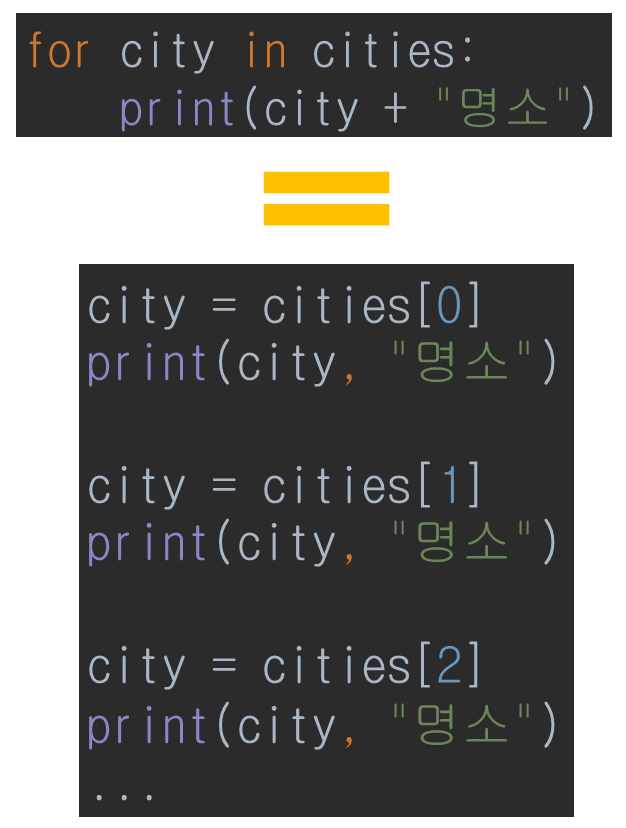 for city in cities:
    print(city + "명소")
city = cities[0]
print(city, "명소")
city = cities[1]
print(city, "명소")
city = cities[2]
print(city, "명소")
...